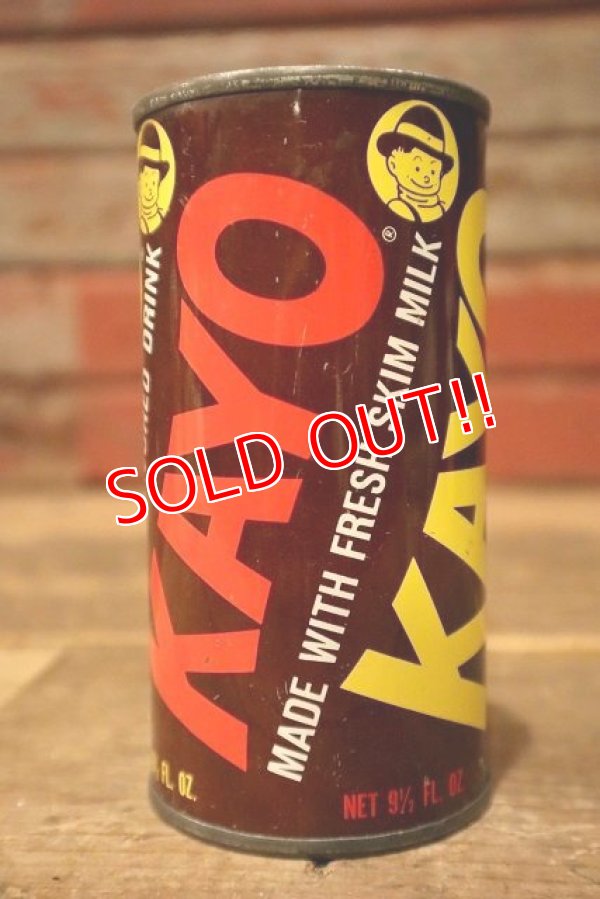 DRINK
KAYO
®
MADE WITH FRESH SKIM MILK
KAYO
SOLD OUT!!
FL. OZ.
NET 9½ FL. OZ.